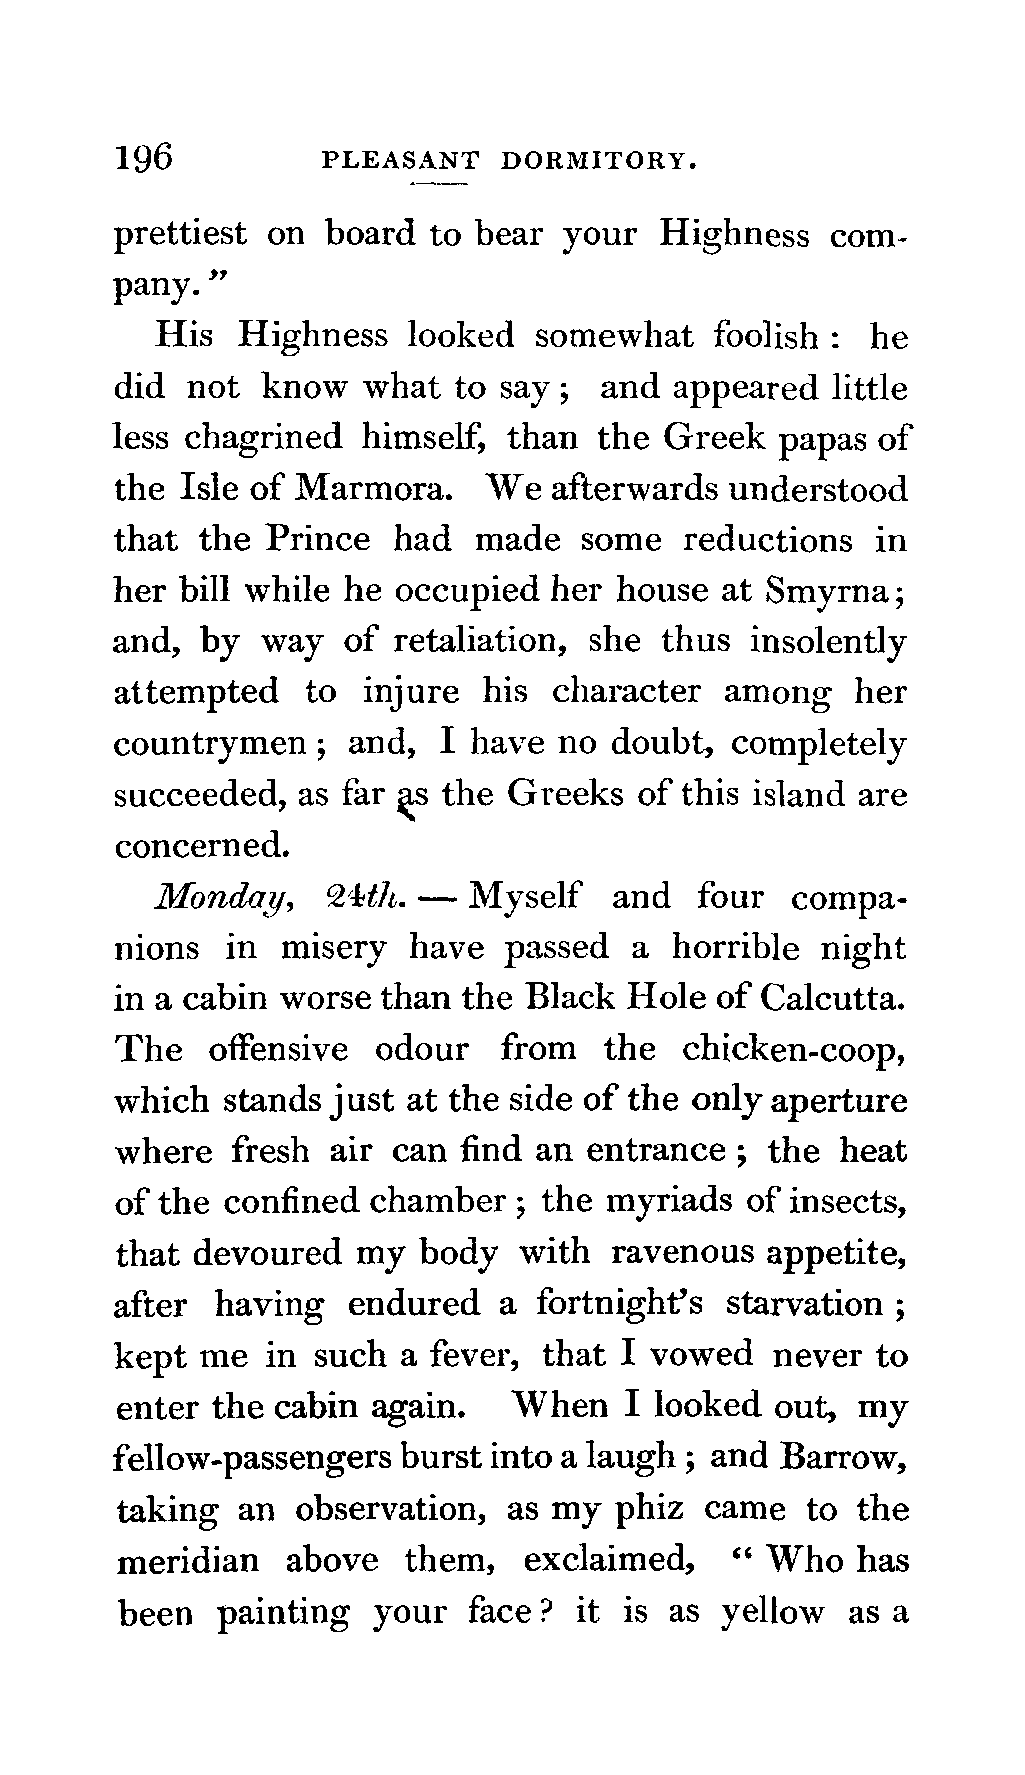 196 PLEASANT DORMITORY.
prettiest on board to bear your Highness com-
pany."
His Highness looked somewhat foolish : he
did not know what to say ; and appeared little
less chagrined himself, than the Greek papas of
the Isle of Marmora. We afterwards understood
that the Prince had made some reductions in
her bill while he occupied her house at Smyrna;
and, by way of retaliation, she thus insolently
attempted to injure his character among her
countrymen ; and, I have no doubt, completely
succeeded, as far as the Greeks of this island are
concerned.
Monday, 24th. — Myself and four compa-
nions in misery have passed a horrible night
in a cabin worse than the Black Hole of Calcutta.
The offensive odour from the chicken-coop,
which stands just at the side of the only aperture
where fresh air can find an entrance ; the heat
of the confined chamber ; the myriads of insects,
that devoured my body with ravenous appetite,
after having endured a fortnight's starvation ;
kept me in such a fever, that I vowed never to
enter the cabin again. When I looked out, my
fellow-passengers burst into a laugh ; and Barrow,
taking an observation, as my phiz came to the
meridian above them, exclaimed, " Who has
been painting your face? it is as yellow as a